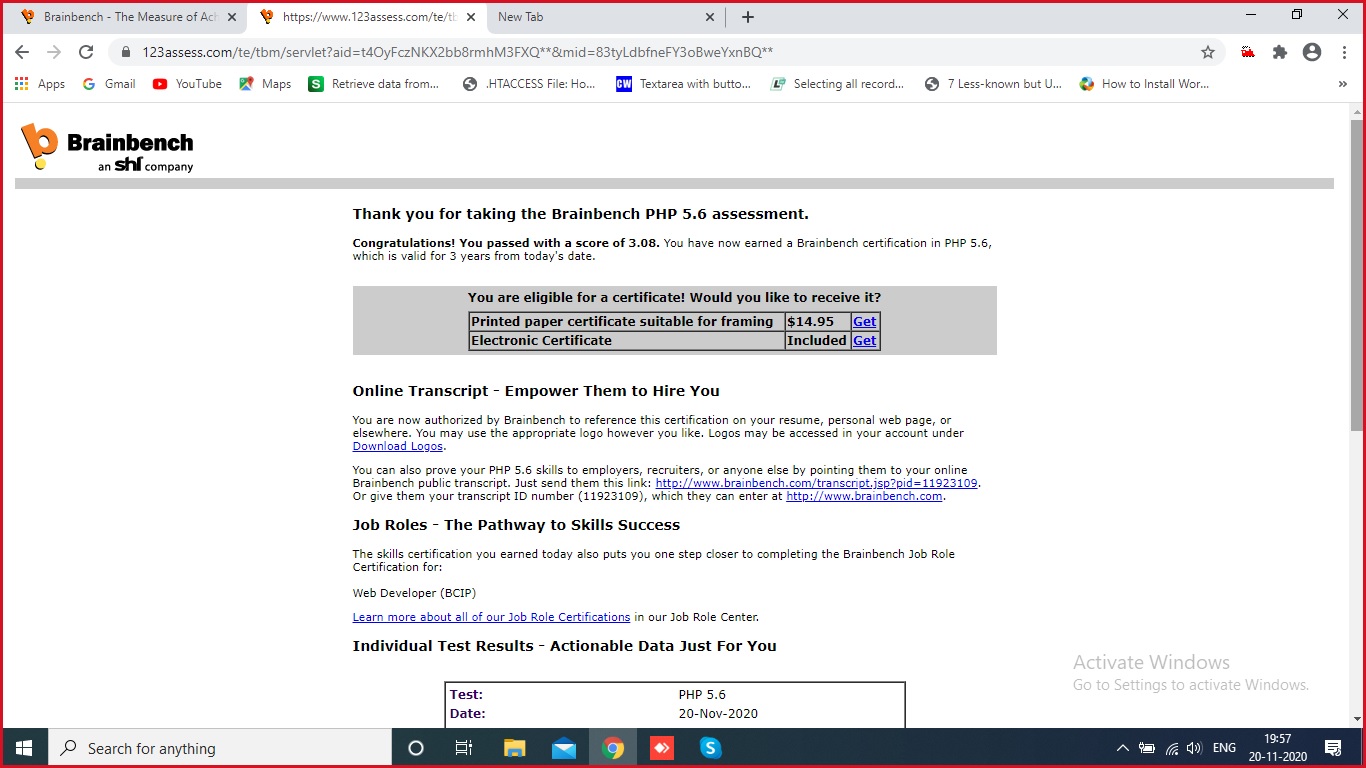 Brainbench - The Measure of Ach
https://www.123assess.com/te/tb
New Tab
123assess.com/te/tbm/servlet?aid=t4OyFczNKX2bb8rmhM3FXQ**&mid=83tyLdbfneFY3oBweYxnBQ**
Apps Gmail YouTube Maps Retrieve data from... .HTACCESS File: Ho... Textarea with butto... Selecting all record... 7 Less-known but U... How to Install Wor... »
Brainbench
an shl company
Thank you for taking the Brainbench PHP 5.6 assessment.
Congratulations! You passed with a score of 3.08. You have now earned a Brainbench certification in PHP 5.6,
which is valid for 3 years from today's date.
You are eligible for a certificate! Would you like to receive it?
Printed paper certificate suitable for framing $14.95 Get
Electronic Certificate Included Get
Online Transcript - Empower Them to Hire You
You are now authorized by Brainbench to reference this certification on your resume, personal web page, or
elsewhere. You may use the appropriate logo however you like. Logos may be accessed in your account under
Download Logos.
You can also prove your PHP 5.6 skills to employers, recruiters, or anyone else by pointing them to your online
Brainbench public transcript. Just send them this link: http://www.brainbench.com/transcript.jsp?pid=11923109.
Or give them your transcript ID number (11923109), which they can enter at http://www.brainbench.com.
Job Roles - The Pathway to Skills Success
The skills certification you earned today also puts you one step closer to completing the Brainbench Job Role
Certification for:
Web Developer (BCIP)
Learn more about all of our Job Role Certifications in our Job Role Center.
Individual Test Results - Actionable Data Just For You
Test: PHP 5.6
Date: 20-Nov-2020
Activate Windows
Go to Settings to activate Windows.
Search for anything
ENG
19:57
20-11-2020